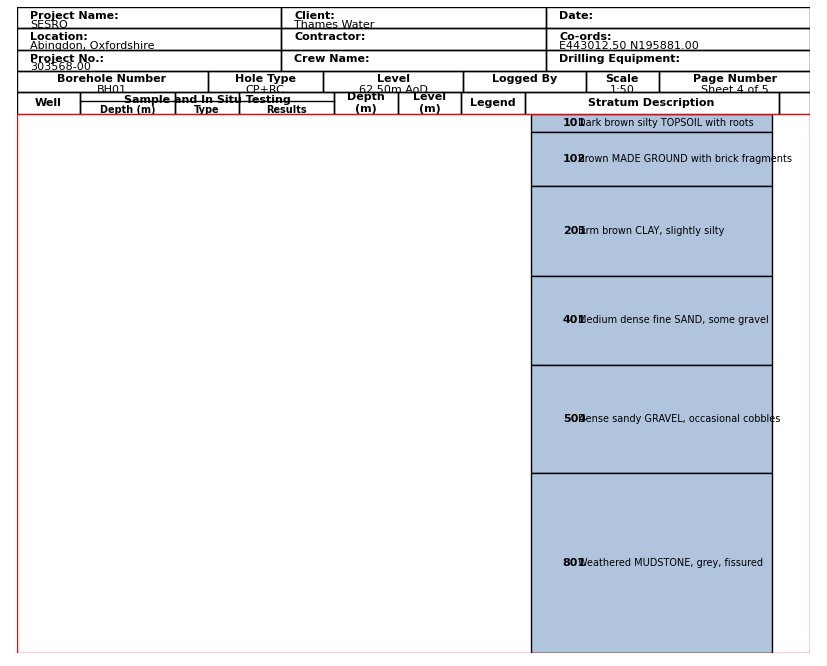 Project Name:
SESRO
Client:
Thames Water
Date:
Location:
Abingdon, Oxfordshire
Contractor:
Co-ords:
E443012.50 N195881.00
Project No.:
303568-00
Crew Name:
Drilling Equipment:
Borehole Number
BH01
Hole Type
CP+RC
Level
62.50m AoD
Logged By
Scale
1:50
Page Number
Sheet 4 of 5
Well
Sample and In Situ Testing
Depth (m)
Type
Results
Depth
(m)
Level
(m)
Legend
Stratum Description
101 Dark brown silty TOPSOIL with roots
102 Brown MADE GROUND with brick fragments
201 Firm brown CLAY, slightly silty
401 Medium dense fine SAND, some gravel
504 Dense sandy GRAVEL, occasional cobbles
801 Weathered MUDSTONE, grey, fissured